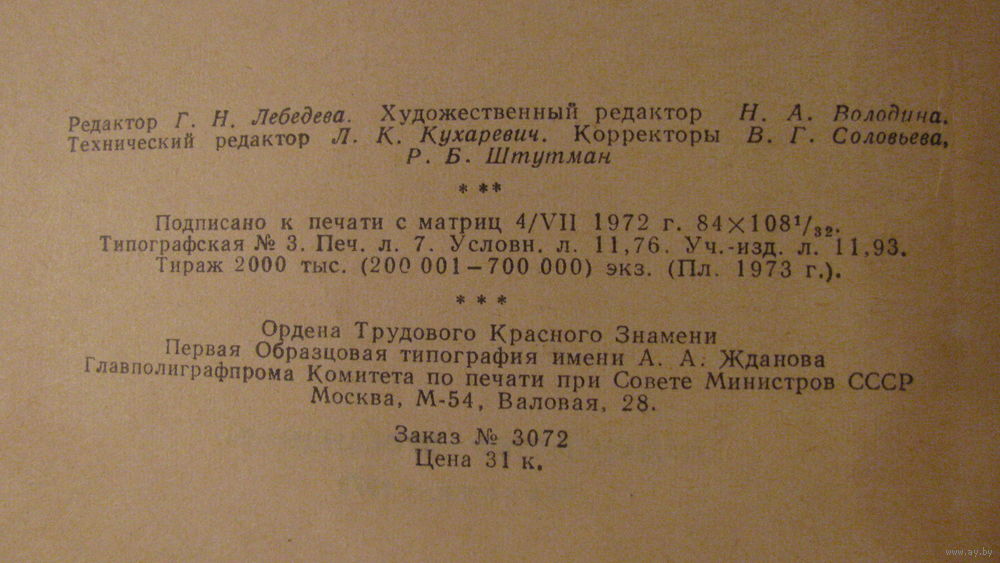 Редактор Г. Н. Лебедева. Художественный редактор Н. А. Володина.
Технический редактор Л. К. Кухаревич. Корректоры В. Г. Соловьева,
Р. Б. Штутман
* **
Подписано к печати с матриц 4/VII 1972 г. 84×108¹/₃₂.
Типографская № 3. Печ. л. 7. Условн. л. 11,76. Уч.-изд. л. 11,93.
Тираж 2000 тыс. (200 001—700 000) экз. (Пл. 1973 г.).
* * *
Ордена Трудового Красного Знамени
Первая Образцовая типография имени А. А. Жданова
Главполиграфпрома Комитета по печати при Совете Министров СССР
Москва, М-54, Валовая, 28.
Заказ № 3072
Цена 31 к.
www.ay.by